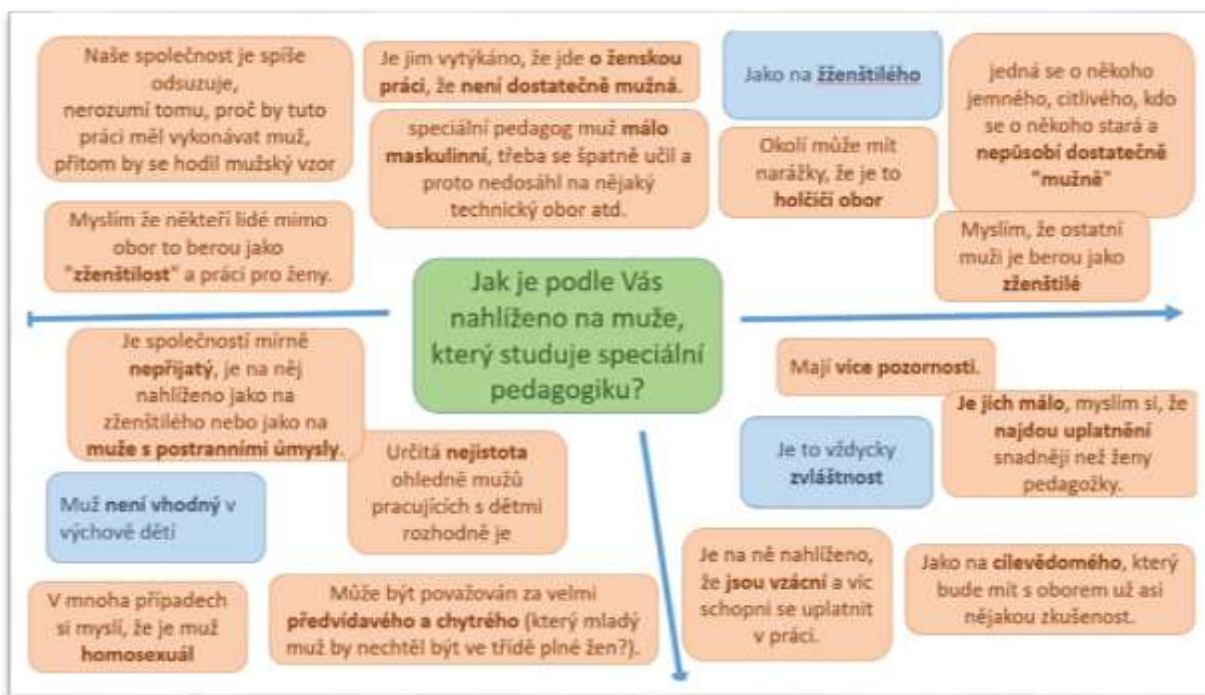 Naše společnost je spíše
odsuzuje,
nerozumí tomu, proč by tuto
práci měl vykonávat muž,
přitom by se hodil mužský vzor
Je jim vytýkáno, že jde o ženskou
práci, že není dostatečně mužná.
Jako na žženštilého
jedná se o někoho
jemného, citlivého, kdo
se o někoho stará a
nepůsobí dostatečně
"mužně"
speciální pedagog muž málo
maskulinní, třeba se špatně učil a
proto nedosáhl na nějaký
technický obor atd.
Okolí může mít
narážky, že je to
holčičí obor
Myslím že někteří lidé mimo
obor to berou jako
"zženštilost" a práci pro ženy.
Myslím, že ostatní
muži je berou jako
zženštilé
Jak je podle Vás
nahlíženo na muže,
který studuje speciální
pedagogiku?
Je společností mírně
nepřijatý, je na něj
nahlíženo jako na
zženštilého nebo jako na
muže s postranními úmysly.
Mají více pozornosti.
Je jich málo, myslím si, že
najdou uplatnění
snadněji než ženy
pedagožky.
Určitá nejistota
ohledně mužů
pracujících s dětmi
rozhodně je
Je to vždycky
zvláštnost
Muž není vhodný v
výchově dětí
Je na ně nahlíženo,
že jsou vzácní a víc
schopni se uplatnit
v práci.
Jako na cílevědomého, který
bude mít s oborem už asi
nějakou zkušenost.
V mnoha případech
si myslí, že je muž
homosexuál
Může být považován za velmi
předvídavého a chytrého (který mladý
muž by nechtěl být ve třídě plné žen?).